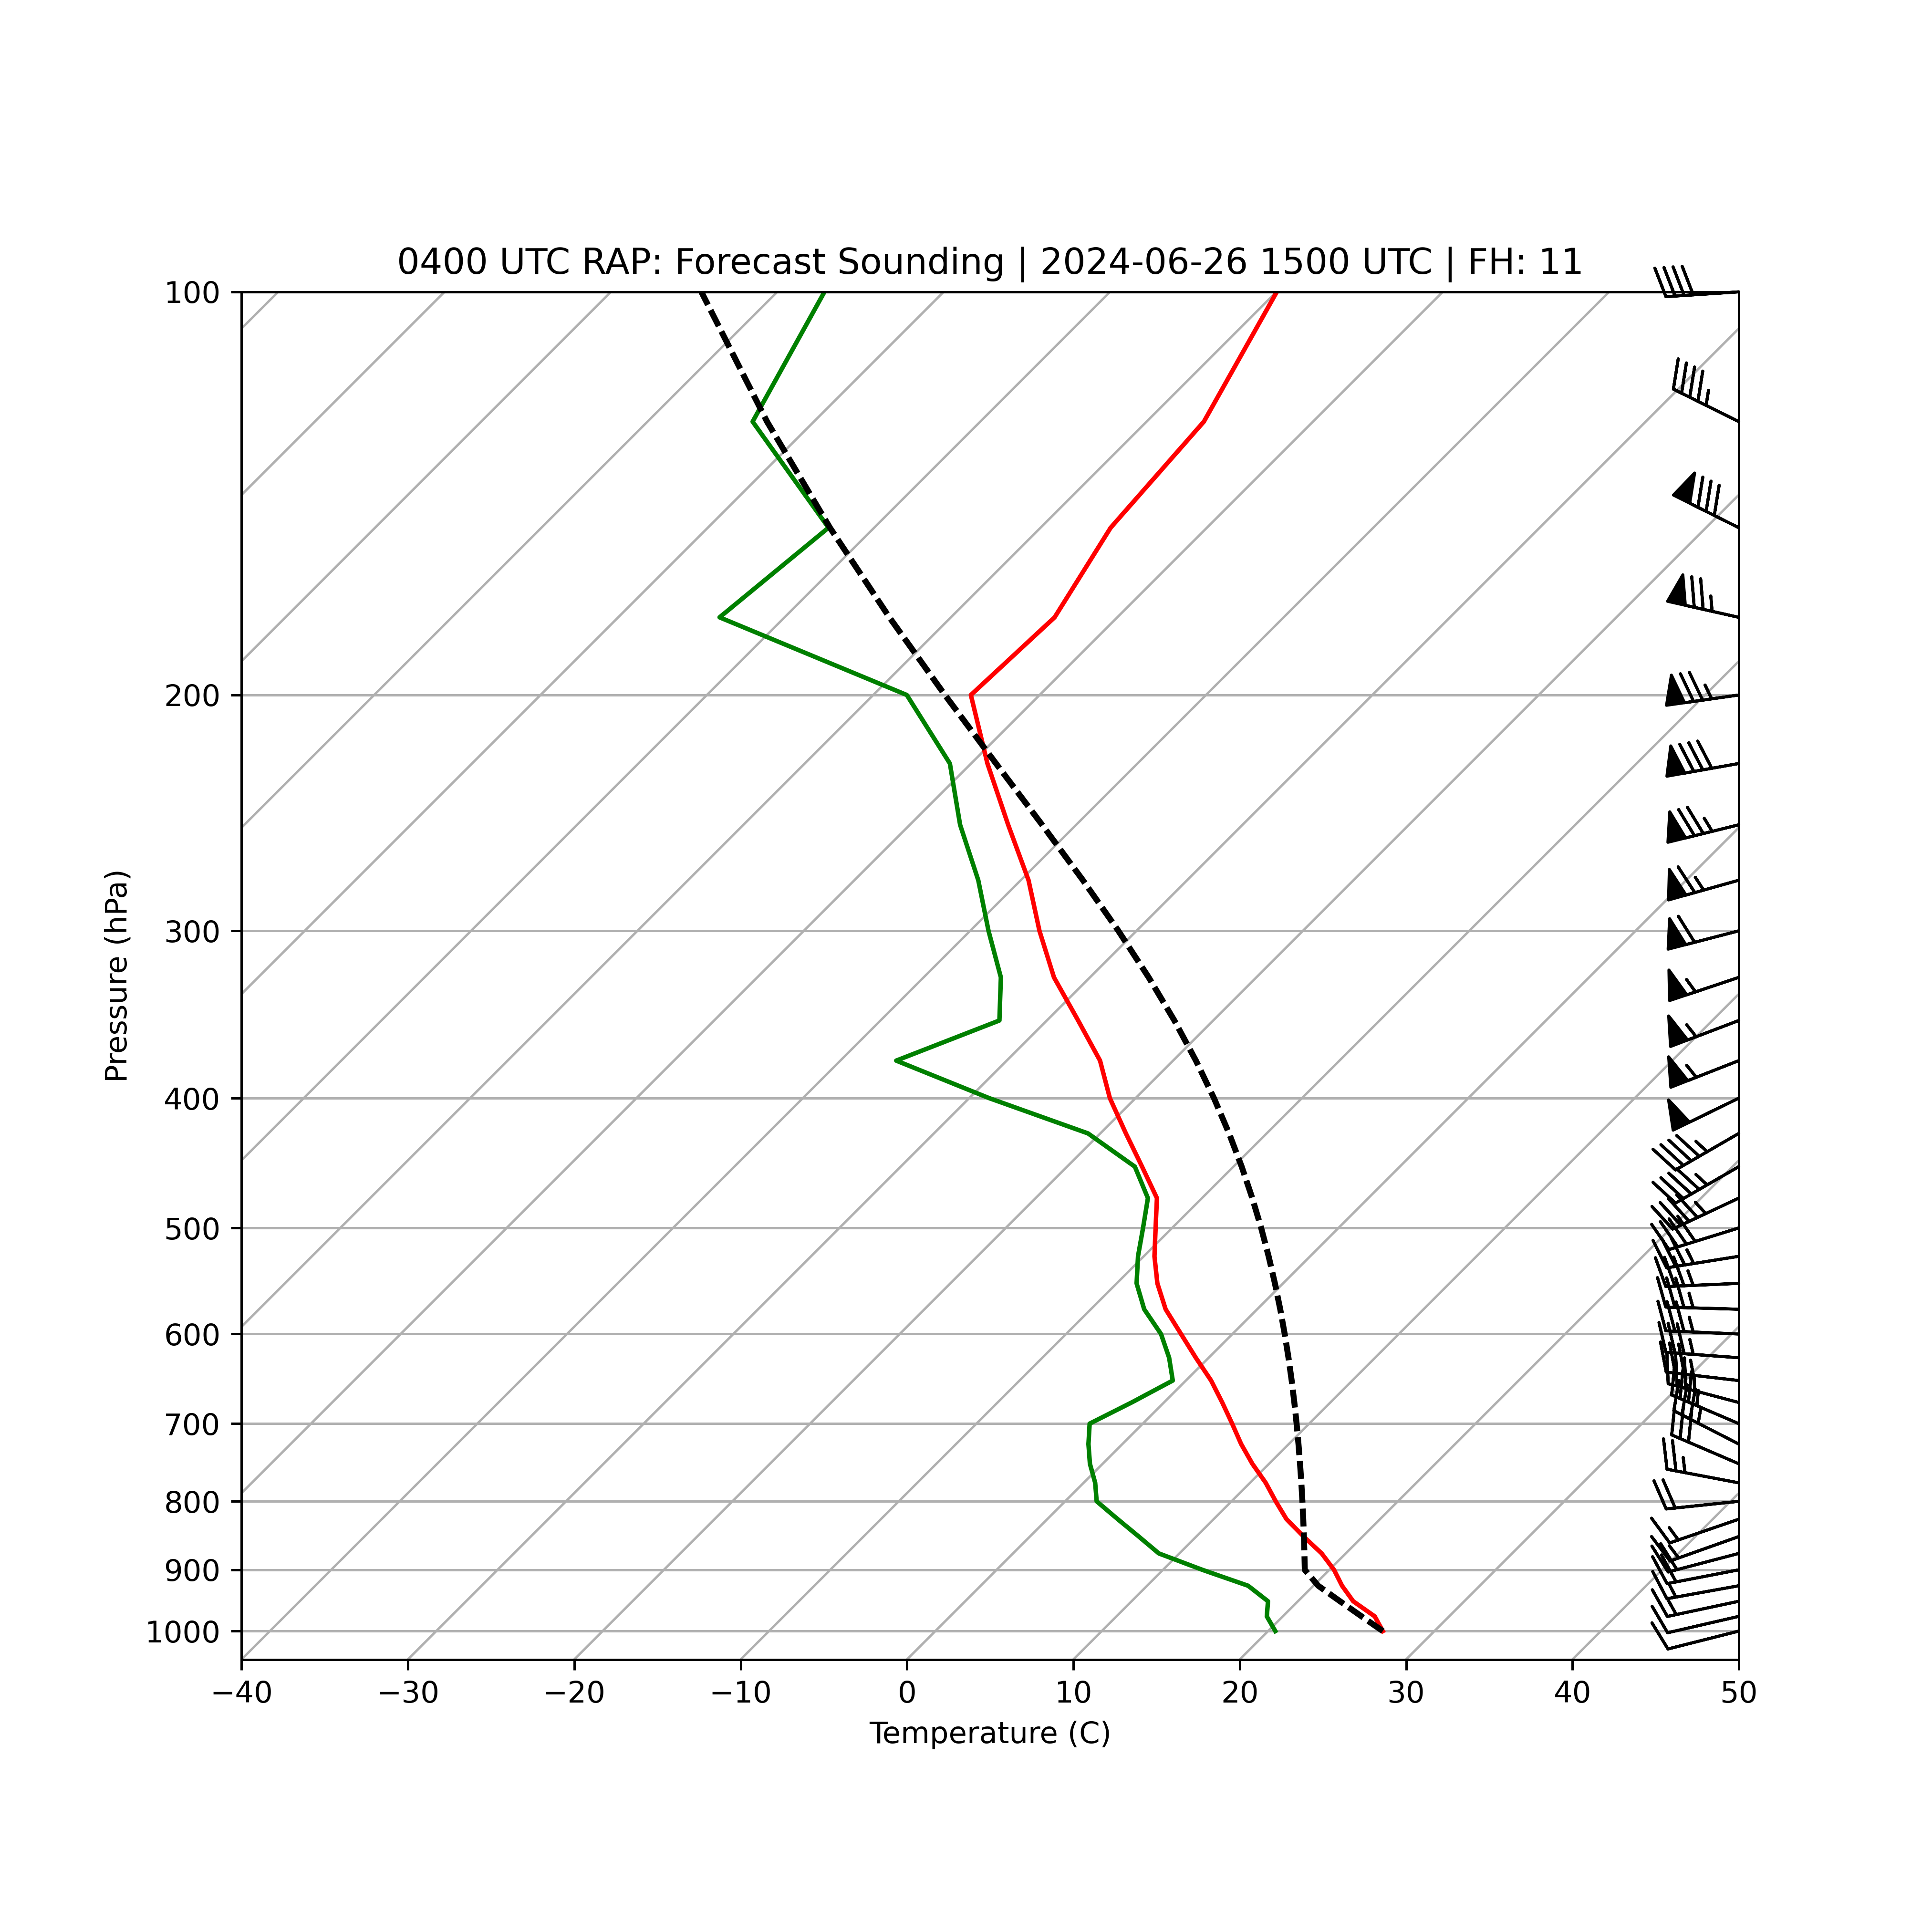 0400 UTC RAP: Forecast Sounding | 2024-06-26 1500 UTC | FH: 11
100
200
300
400
500
600
700
800
900
1000
Pressure (hPa)
−40 −30 −20 −10 0 10 20 30 40 50
Temperature (C)